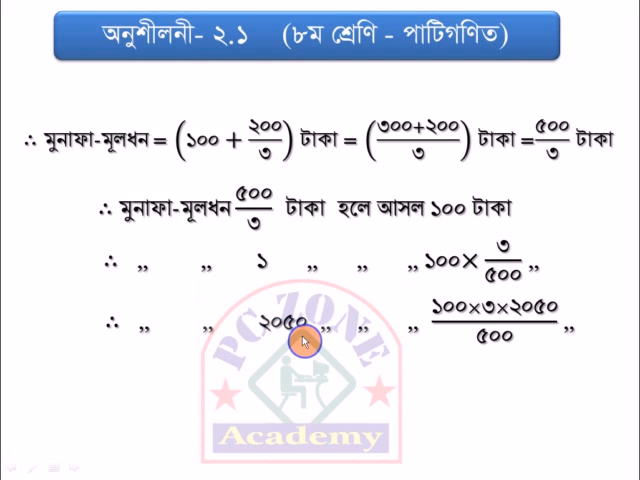 অনুশীলনী- ২.১ (৮ম শ্রেণি - পাটিগণিত)
∴ মুনাফা-মূলধন = (১০০ + ২০০/৩) টাকা = (৩০০+২০০/৩) টাকা =৫০০/৩ টাকা
∴ মুনাফা-মূলধন ৫০০/৩ টাকা হলে আসল ১০০ টাকা
∴ ,, ,, ১ ,, ,, ,, ১০০×৩/৫০০ ,,
∴ ,, ,, ২০৫০ ,, ,, ,, ১০০×৩×২০৫০/৫০০ ,,
PC ZONE
Academy